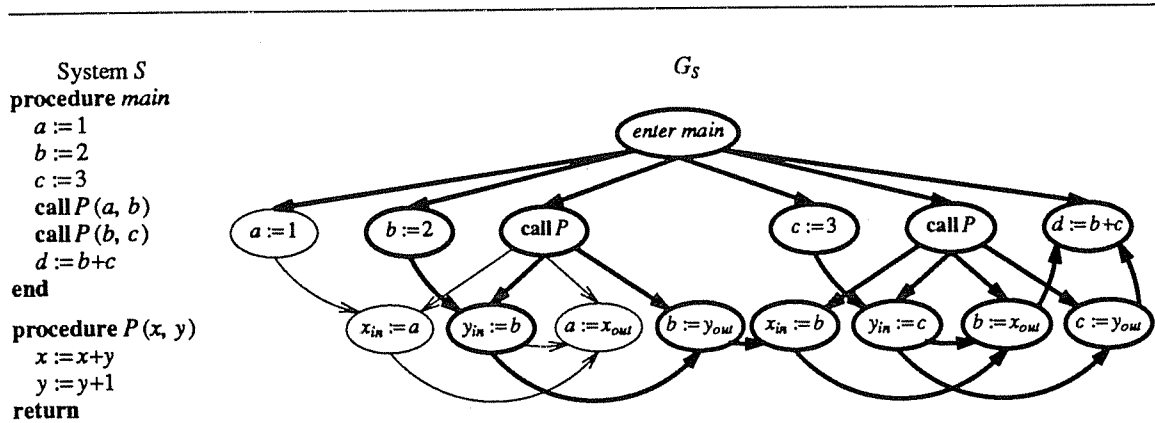 System S
procedure main
a := 1
b := 2
c := 3
call P (a, b)
call P (b, c)
d := b+c
end
procedure P (x, y)
x := x+y
y := y+1
return
G_S
enter main
a := 1
b := 2
call P
c := 3
call P
d := b+c
x_in := a
y_in := b
a := x_out
b := y_out
x_in := b
y_in := c
b := x_out
c := y_out